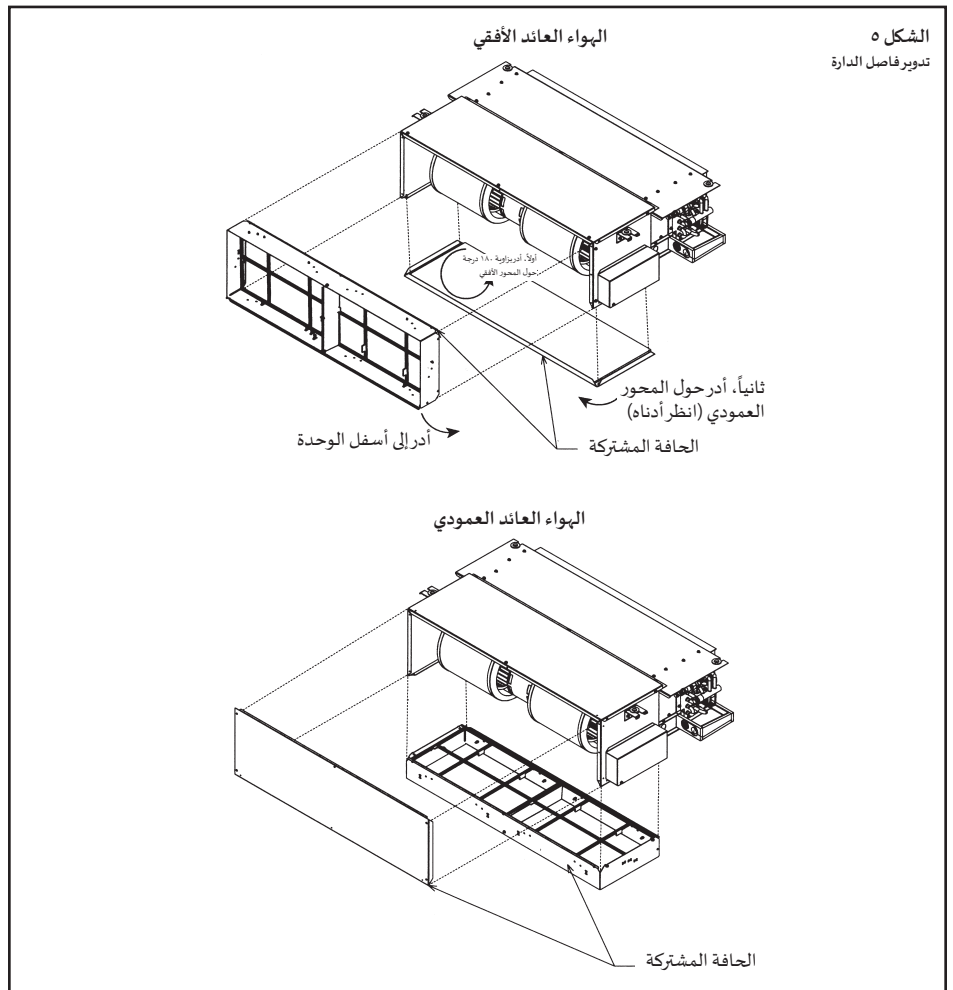 الشكل ٥
تدوير فاصل الدارة
الهواء العائد الأفقي
أولاً، أدر بزاوية ١٨٠ درجة
حول المحور الأفقي
ثانياً، أدر حول المحور
العمودي (انظر أدناه)
أدر إلى أسفل الوحدة
الحافة المشتركة
الهواء العائد العمودي
الحافة المشتركة